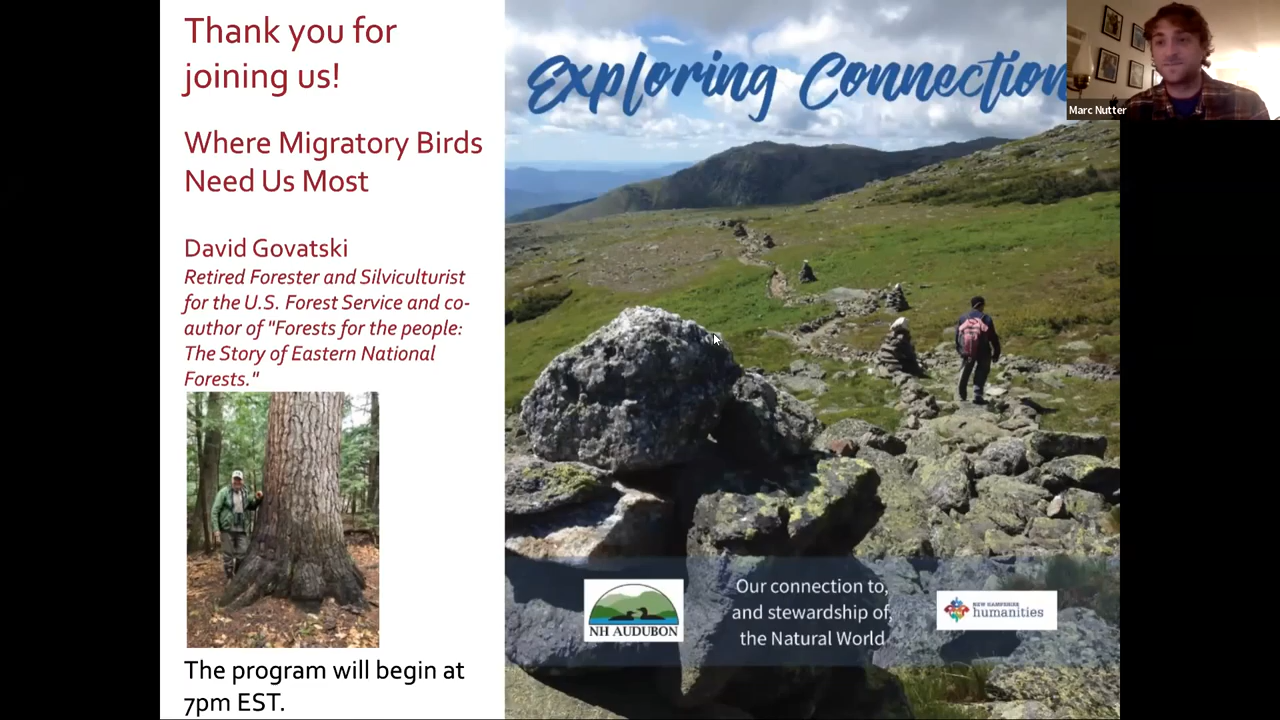 Thank you for
joining us!
Where Migratory Birds
Need Us Most
David Govatski
Retired Forester and Silviculturist
for the U.S. Forest Service and co-
author of "Forests for the people:
The Story of Eastern National
Forests."
The program will begin at
7pm EST.
Exploring Connection
Marc Nutter
NH AUDUBON
Our connection to,
and stewardship of,
the Natural World
NEW HAMPSHIRE
humanities